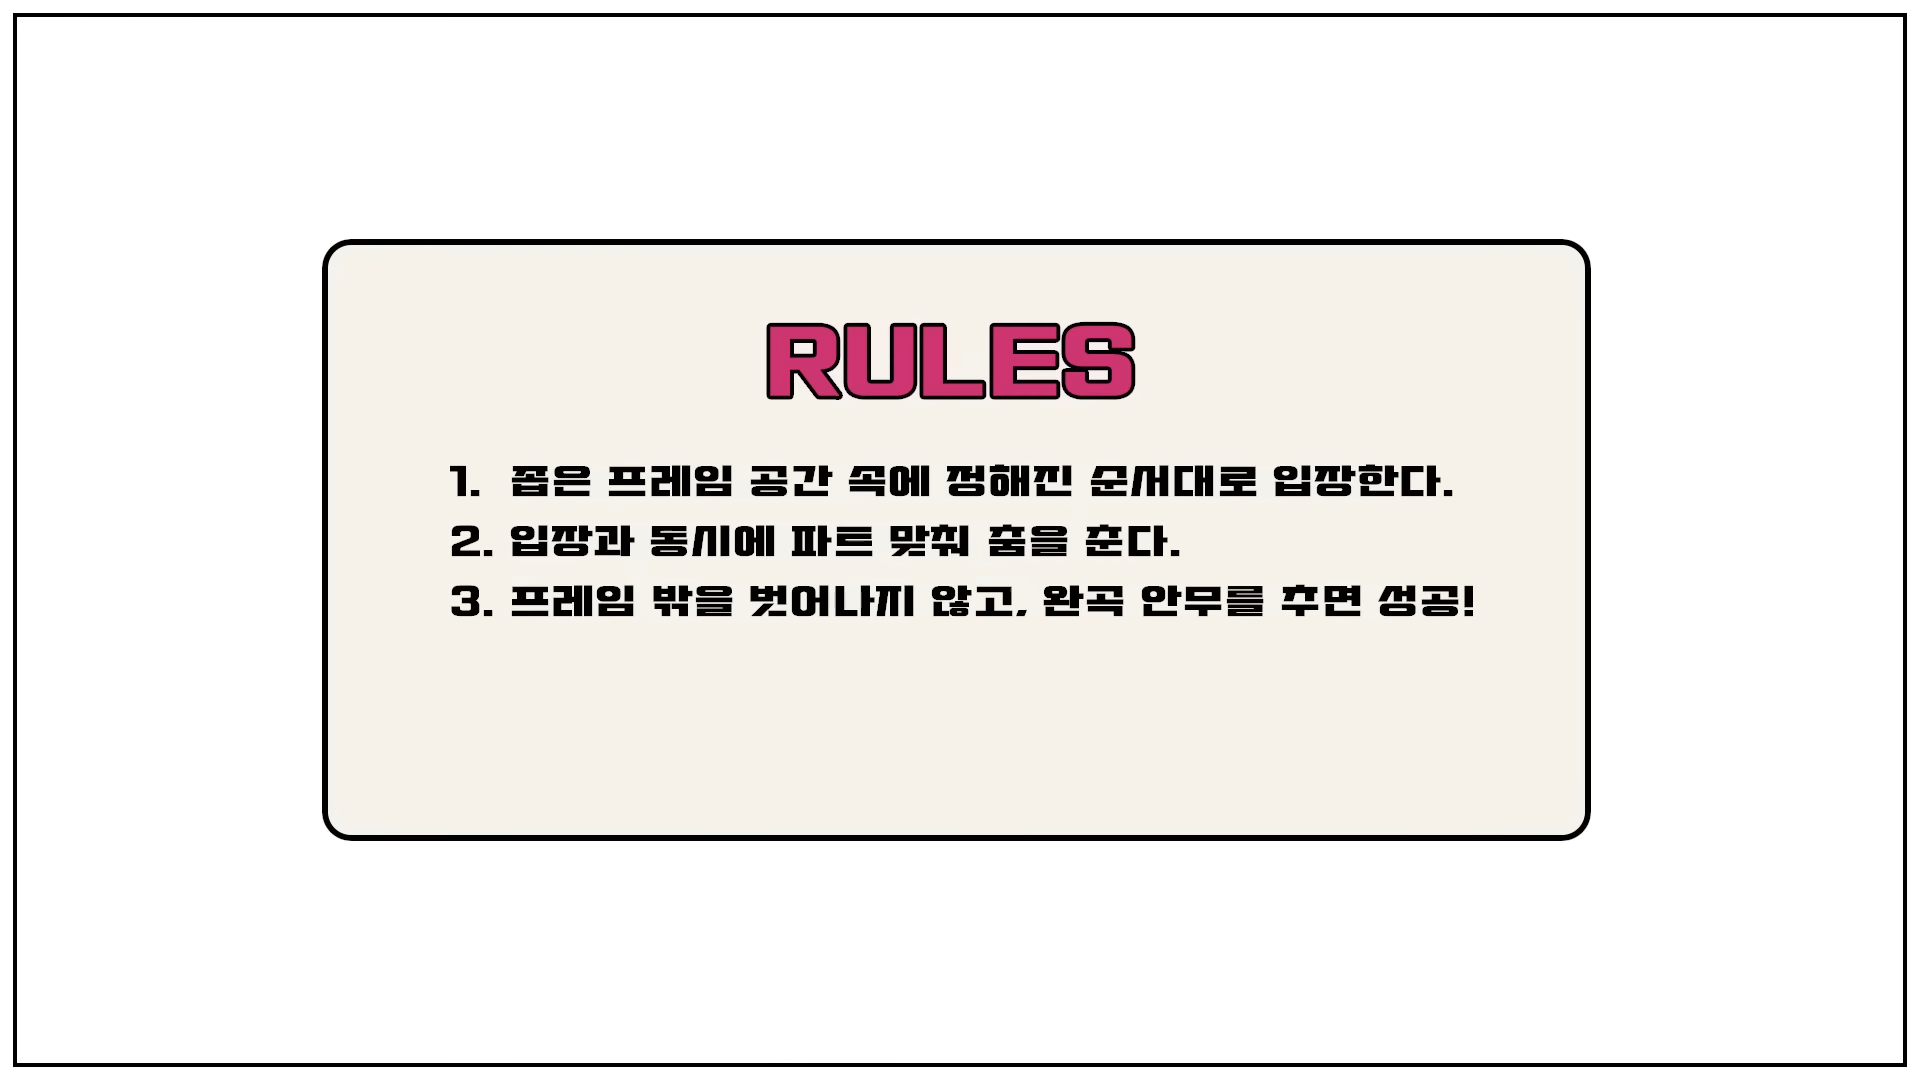 RULES
1. 좁은 프레임 공간 속에 정해진 순서대로 입장한다.
2. 입장과 동시에 파트 맞춰 춤을 춘다.
3. 프레임 밖을 벗어나지 않고, 완곡 안무를 추면 성공!